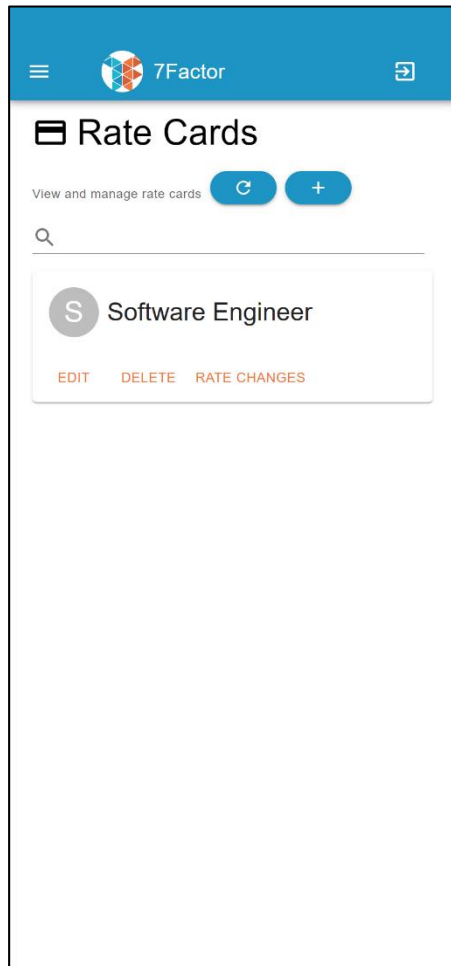 7Factor
Rate Cards
View and manage rate cards
S Software Engineer
EDIT DELETE RATE CHANGES